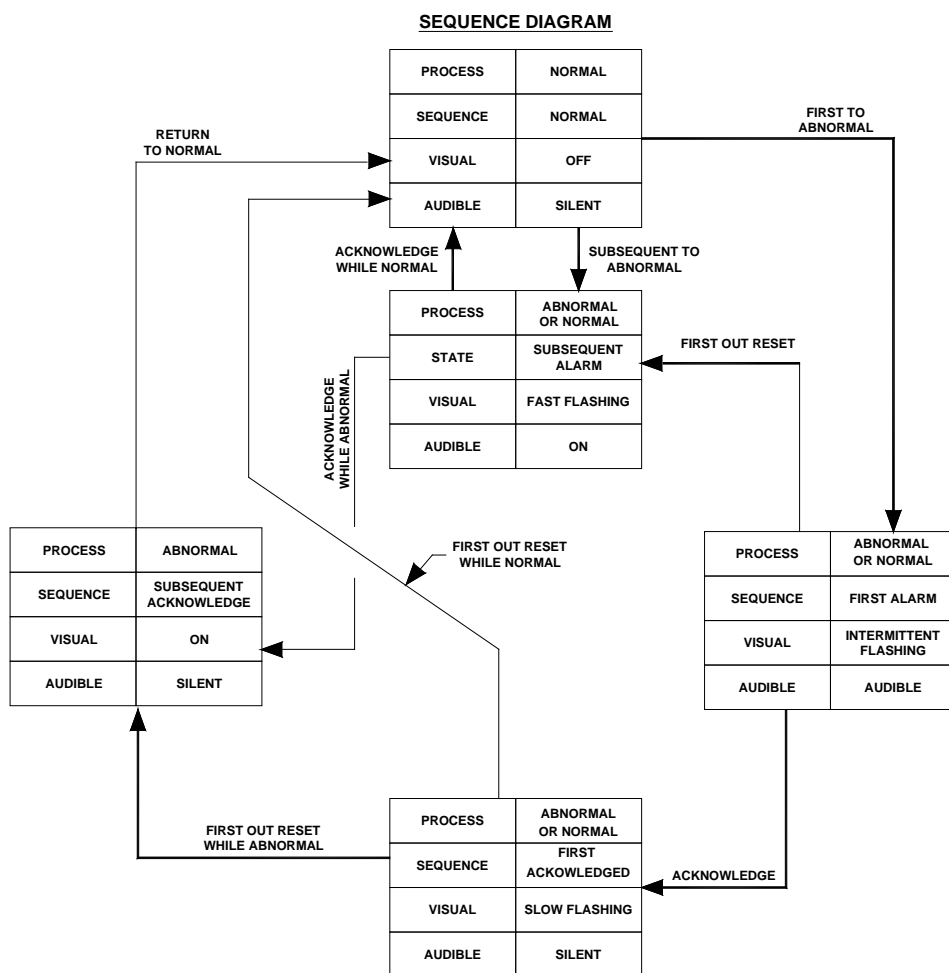 SEQUENCE DIAGRAM
PROCESS
NORMAL
SEQUENCE
NORMAL
VISUAL
OFF
AUDIBLE
SILENT
RETURN
TO NORMAL
FIRST TO
ABNORMAL
ACKNOWLEDGE
WHILE NORMAL
SUBSEQUENT TO
ABNORMAL
PROCESS
ABNORMAL
OR NORMAL
STATE
SUBSEQUENT
ALARM
VISUAL
FAST FLASHING
AUDIBLE
ON
FIRST OUT RESET
ACKNOWLEDGE
WHILE ABNORMAL
FIRST OUT RESET
WHILE NORMAL
PROCESS
ABNORMAL
SEQUENCE
SUBSEQUENT
ACKNOWLEDGE
VISUAL
ON
AUDIBLE
SILENT
PROCESS
ABNORMAL
OR NORMAL
SEQUENCE
FIRST ALARM
VISUAL
INTERMITTENT
FLASHING
AUDIBLE
AUDIBLE
FIRST OUT RESET
WHILE ABNORMAL
PROCESS
ABNORMAL
OR NORMAL
SEQUENCE
FIRST
ACKOWLEDGED
VISUAL
SLOW FLASHING
AUDIBLE
SILENT
ACKNOWLEDGE